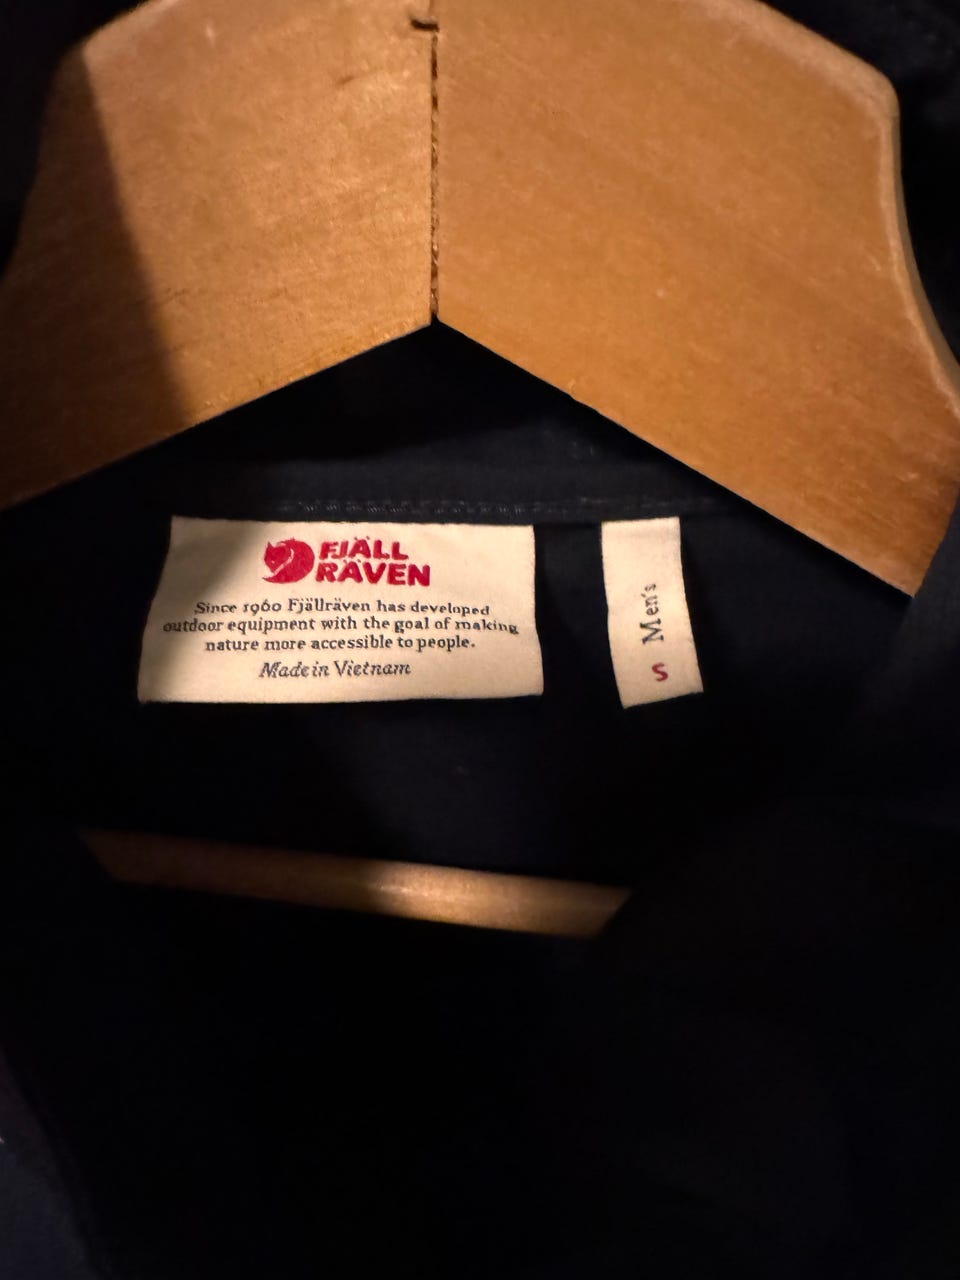 FJÄLL
RÄVEN
Since 1960 Fjällräven has developed
outdoor equipment with the goal of making
nature more accessible to people.
Made in Vietnam
Men's
S